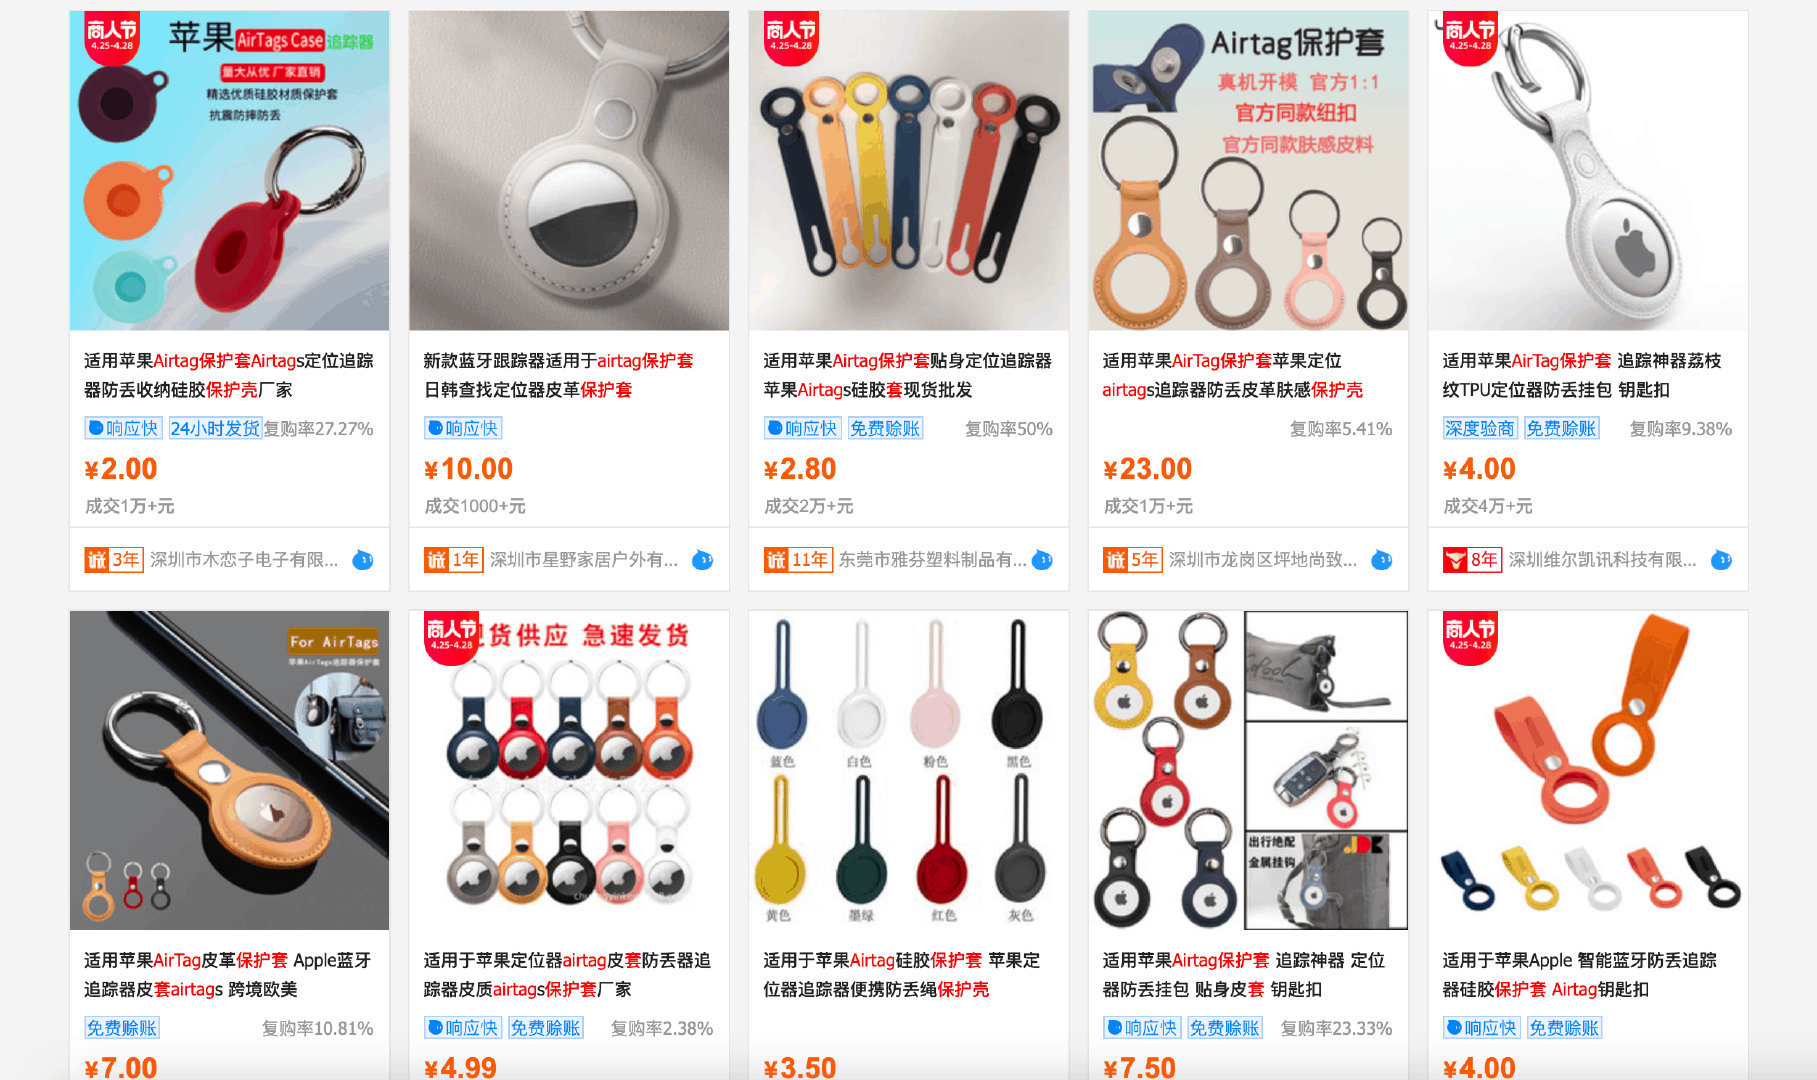 商人节
4.25-4.28
苹果AirTags Case追踪器
量大从优 厂家直销
精选优质硅胶材质保护套
抗震防摔防丢
适用苹果Airtag保护套Airtags定位追踪
器防丢收纳硅胶保护壳厂家
响应快 24小时发货 复购率27.27%
¥2.00
成交1万+元
诚 3年 深圳市木恋子电子有限...
新款蓝牙跟踪器适用于airtag保护套
日韩查找定位器皮革保护套
响应快
¥10.00
成交1000+元
诚 1年 深圳市星野家居户外有...
商人节
4.25-4.28
适用苹果Airtag保护套贴身定位追踪器
苹果Airtags硅胶套现货批发
响应快 免费赊账 复购率50%
¥2.80
成交2万+元
诚 11年 东莞市雅芬塑料制品有...
Airtag保护套
真机开模 官方1:1
官方同款纽扣
官方同款肤感皮料
适用苹果AirTag保护套苹果定位
airtags追踪器防丢皮革肤感保护壳
复购率5.41%
¥23.00
成交1万+元
诚 5年 深圳市龙岗区坪地尚致...
商人节
4.25-4.28
适用苹果AirTag保护套 追踪神器荔枝
纹TPU定位器防丢挂包 钥匙扣
深度验商 免费赊账 复购率9.38%
¥4.00
成交4万+元
8年 深圳维尔凯讯科技有限...
For AirTags
苹果AirTags追踪器保护套
适用苹果AirTag皮革保护套 Apple蓝牙
追踪器皮套airtags 跨境欧美
免费赊账 复购率10.81%
¥7.00
商人节
4.25-4.28
现货供应 急速发货
适用于苹果定位器airtag皮套防丢器追
踪器皮质airtags保护套厂家
响应快 免费赊账 复购率2.38%
¥4.99
蓝色 白色 粉色 黑色
黄色 墨绿 红色 灰色
适用于苹果Airtag硅胶保护套 苹果定
位器追踪器便携防丢绳保护壳
¥3.50
出行绝配
金属挂钩
JDK
适用苹果Airtag保护套 追踪神器 定位
器防丢挂包 贴身皮套 钥匙扣
响应快 免费赊账 复购率23.33%
¥7.50
商人节
4.25-4.28
适用于苹果Apple 智能蓝牙防丢追踪
器硅胶保护套 Airtag钥匙扣
响应快 免费赊账
¥4.00